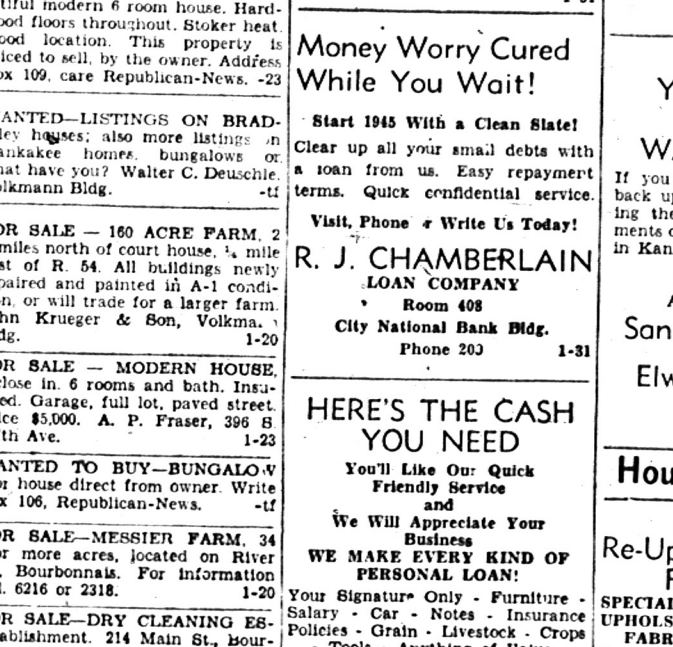 tiful modern 6 room house. Hard-
ood floors throughout. Stoker heat.
ood location. This property is
iced to sell, by the owner. Address
ox 109, care Republican-News. -23
ANTED—LISTINGS ON BRAD-
ley houses; also more listings in
ankakee homes. bungalows or
hat have you? Walter C. Deuschle.
olkmann Bldg. -tf
OR SALE — 160 ACRE FARM, 2
miles north of court house, ¼ mile
st of R. 54. All buildings newly
paired and painted in A-1 condi-
n, or will trade for a larger farm.
hn Krueger & Son, Volkma
dg. 1-20
OR SALE — MODERN HOUSE,
close in. 6 rooms and bath. Insu-
ed. Garage, full lot, paved street.
ice $5,000. A. P. Fraser, 396 S
th Ave. 1-23
ANTED TO BUY—BUNGALOW
or house direct from owner. Write
x 106, Republican-News. -tf
OR SALE—MESSIER FARM, 34
or more acres, located on River
, Bourbonnais. For information
l. 6216 or 2318. 1-20
OR SALE—DRY CLEANING ES-
ablishment. 214 Main St., Bour-
Money Worry Cured
While You Wait!
Start 1945 With a Clean Slate!
Clear up all your small debts with
a loan from us. Easy repayment
terms. Quick confidential service.
Visit, Phone or Write Us Today!
R. J. CHAMBERLAIN
LOAN COMPANY
Room 408
City National Bank Bldg.
Phone 203 1-31
HERE'S THE CASH
YOU NEED
You'll Like Our Quick
Friendly Service
and
We Will Appreciate Your
Business
WE MAKE EVERY KIND OF
PERSONAL LOAN!
Your Signature Only - Furniture -
Salary - Car - Notes - Insurance
Policies - Grain - Livestock - Crops
Y
WA
If you
back u
ing the
ments o
in Kan
A
San
Elw
Hou
Re-Up
F
SPECIAL
UPHOLS
FABR